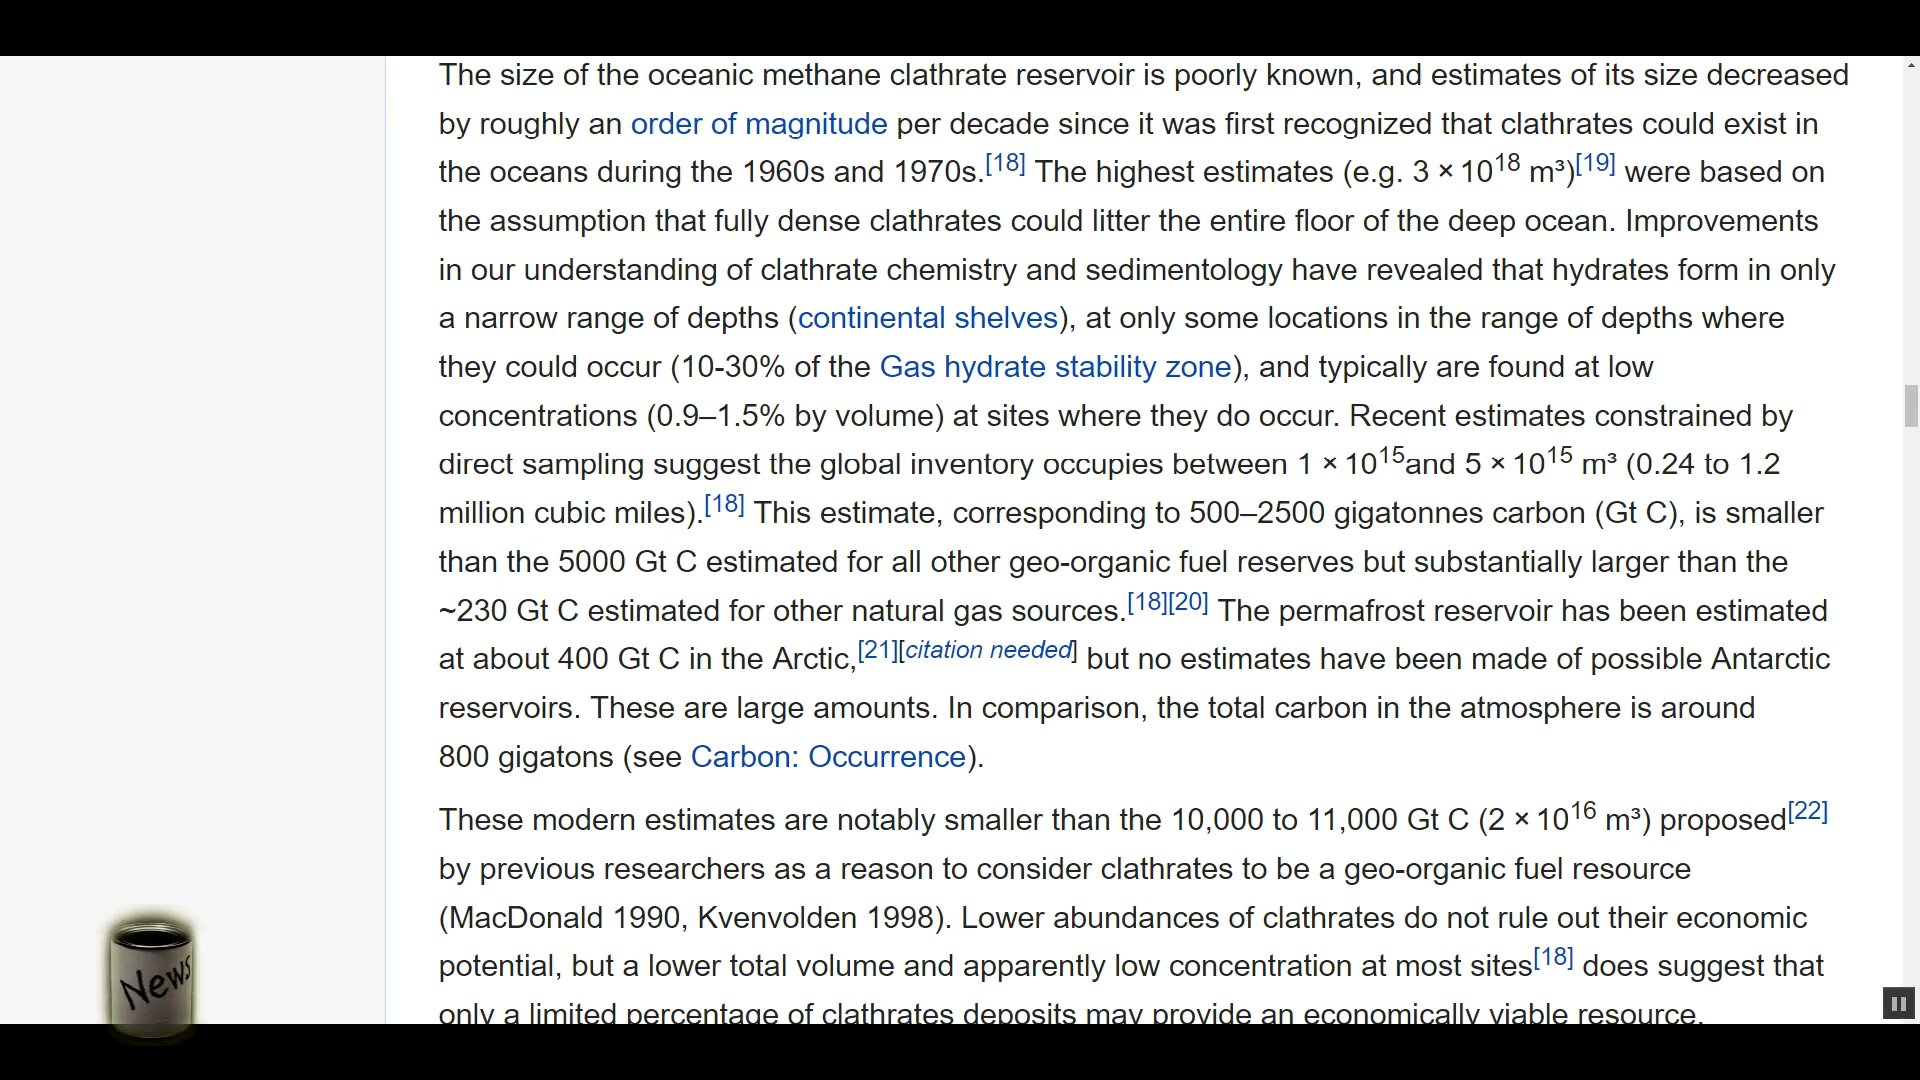 The size of the oceanic methane clathrate reservoir is poorly known, and estimates of its size decreased
by roughly an order of magnitude per decade since it was first recognized that clathrates could exist in
the oceans during the 1960s and 1970s.[18] The highest estimates (e.g. 3 × 10¹⁸ m³)[19] were based on
the assumption that fully dense clathrates could litter the entire floor of the deep ocean. Improvements
in our understanding of clathrate chemistry and sedimentology have revealed that hydrates form in only
a narrow range of depths (continental shelves), at only some locations in the range of depths where
they could occur (10-30% of the Gas hydrate stability zone), and typically are found at low
concentrations (0.9–1.5% by volume) at sites where they do occur. Recent estimates constrained by
direct sampling suggest the global inventory occupies between 1 × 10¹⁵and 5 × 10¹⁵ m³ (0.24 to 1.2
million cubic miles).[18] This estimate, corresponding to 500–2500 gigatonnes carbon (Gt C), is smaller
than the 5000 Gt C estimated for all other geo-organic fuel reserves but substantially larger than the
~230 Gt C estimated for other natural gas sources.[18][20] The permafrost reservoir has been estimated
at about 400 Gt C in the Arctic,[21][citation needed] but no estimates have been made of possible Antarctic
reservoirs. These are large amounts. In comparison, the total carbon in the atmosphere is around
800 gigatons (see Carbon: Occurrence).
These modern estimates are notably smaller than the 10,000 to 11,000 Gt C (2 × 10¹⁶ m³) proposed[22]
by previous researchers as a reason to consider clathrates to be a geo-organic fuel resource
(MacDonald 1990, Kvenvolden 1998). Lower abundances of clathrates do not rule out their economic
potential, but a lower total volume and apparently low concentration at most sites[18] does suggest that
only a limited percentage of clathrates deposits may provide an economically viable resource.
News